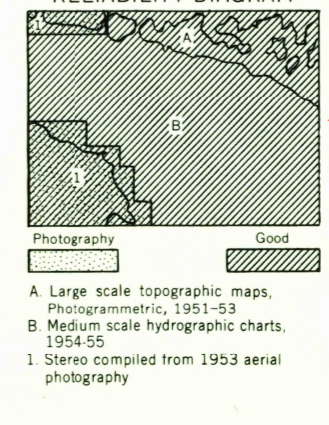 RELIABILITY DIAGRAM
1
A
B
1
Photography Good
A. Large scale topographic maps,
Photogrammetric, 1951-53
B. Medium scale hydrographic charts,
1954-55
1. Stereo compiled from 1953 aerial
photography